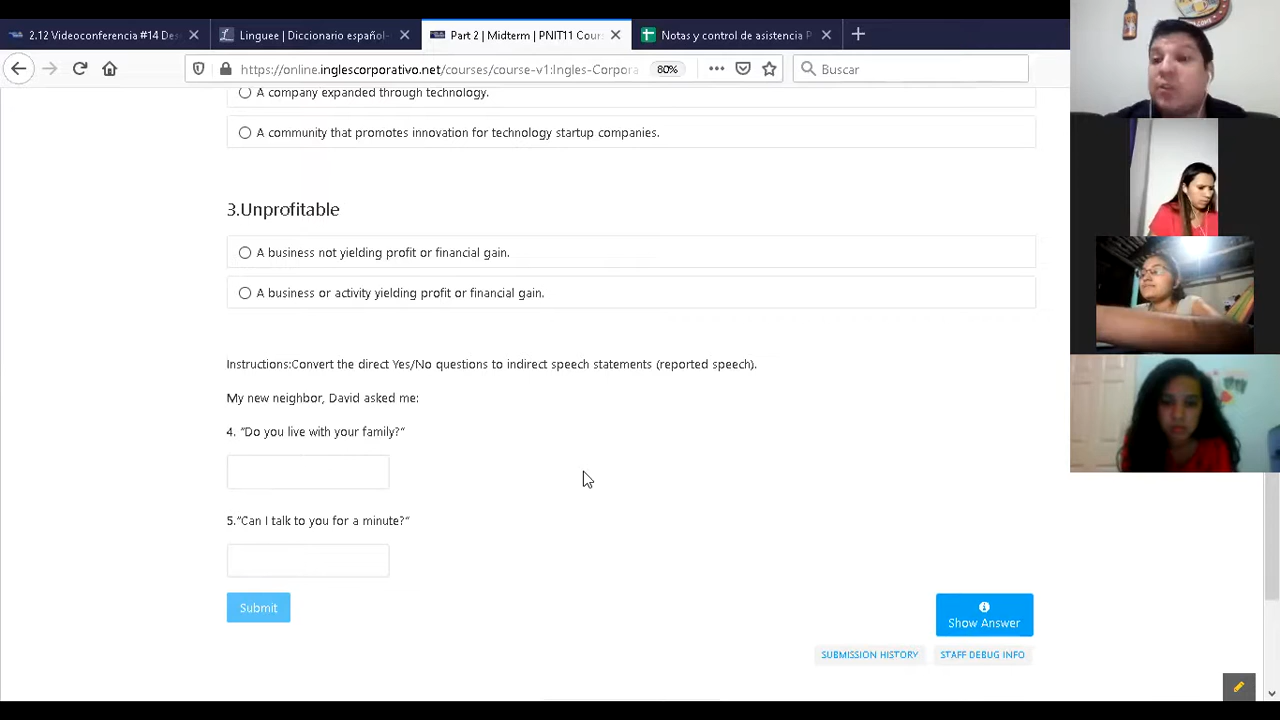 2.12 Videoconferencia #14 De
Linguee | Diccionario español-
Part 2 | Midterm | PNIT11 Cour
Notas y control de asistencia P
https://online.inglescorporativo.net/courses/course-v1:Ingles-Corpora
80%
Buscar
A company expanded through technology.
A community that promotes innovation for technology startup companies.
3.Unprofitable
A business not yielding profit or financial gain.
A business or activity yielding profit or financial gain.
Instructions:Convert the direct Yes/No questions to indirect speech statements (reported speech).
My new neighbor, David asked me:
4. "Do you live with your family?"
5."Can I talk to you for a minute?"
Submit
Show Answer
SUBMISSION HISTORY
STAFF DEBUG INFO